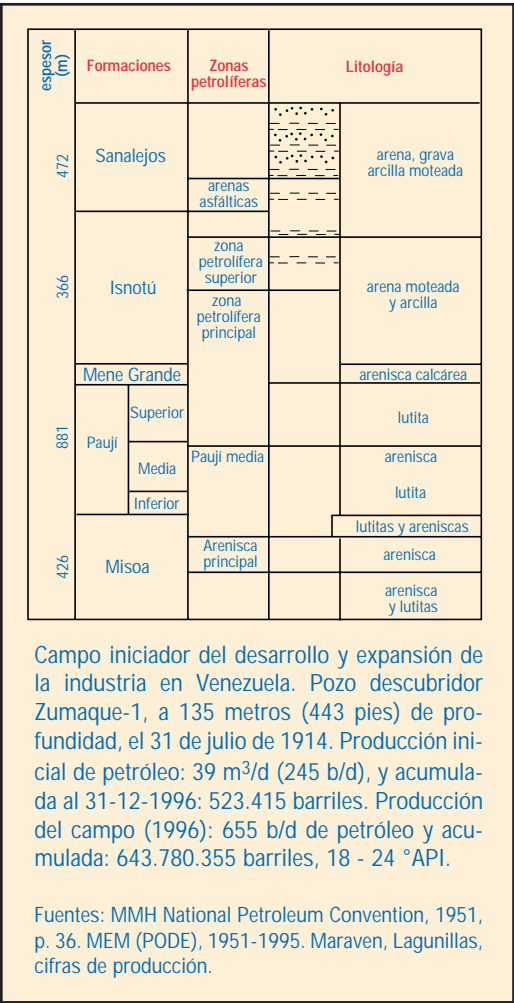 espesor
(m)
Formaciones
Zonas
petrolíferas
Litología
472
Sanalejos
arenas
asfálticas
arena, grava
arcilla moteada
366
Isnotú
zona
petrolífera
superior
zona
petrolífera
principal
arena moteada
y arcilla
Mene Grande
arenisca calcárea
881
Paují
Superior
Media
Inferior
Paují media
lutita
arenisca
lutita
lutitas y areniscas
426
Misoa
Arenisca
principal
arenisca
arenisca
y lutitas
Campo iniciador del desarrollo y expansión de
la industria en Venezuela. Pozo descubridor
Zumaque-1, a 135 metros (443 pies) de pro-
fundidad, el 31 de julio de 1914. Producción ini-
cial de petróleo: 39 m³/d (245 b/d), y acumula-
da al 31-12-1996: 523.415 barriles. Producción
del campo (1996): 655 b/d de petróleo y acu-
mulada: 643.780.355 barriles, 18 - 24 °API.
Fuentes: MMH National Petroleum Convention, 1951,
p. 36. MEM (PODE), 1951-1995. Maraven, Lagunillas,
cifras de producción.